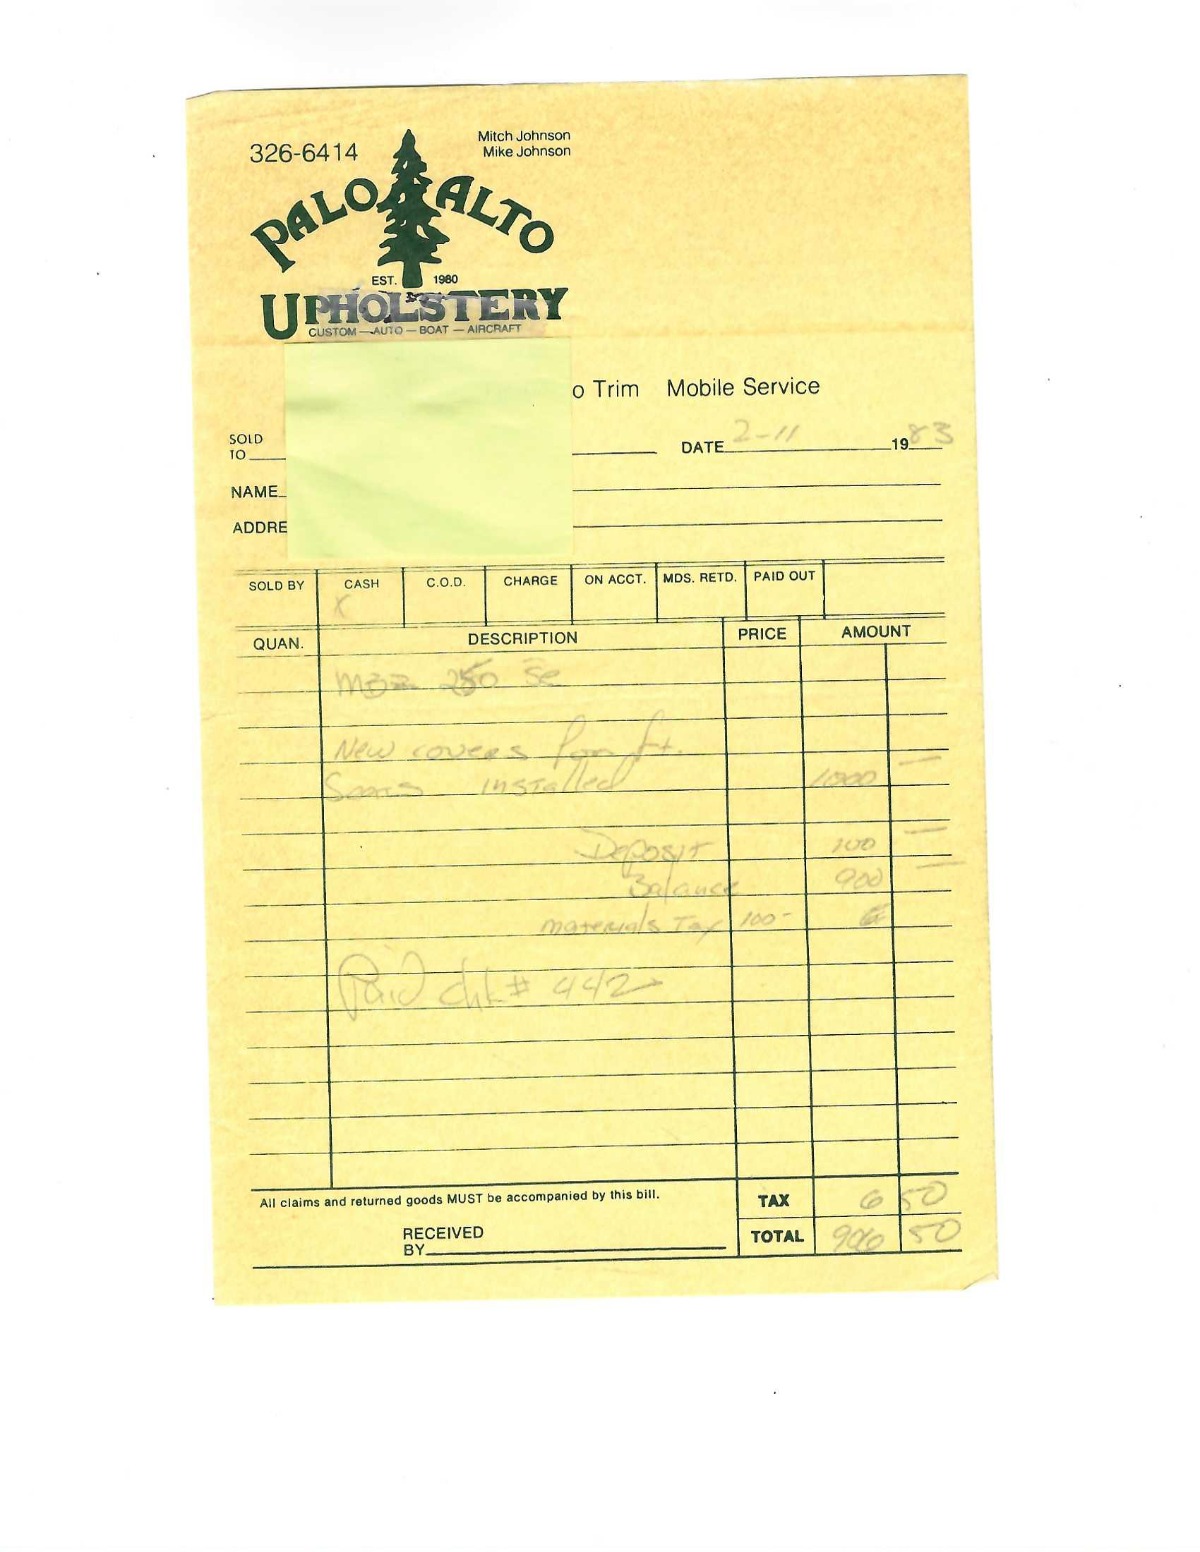 326-6414
Mitch Johnson
Mike Johnson
PALO ALTO
EST. 1980
UPHOLSTERY
CUSTOM — AUTO — BOAT — AIRCRAFT
o Trim Mobile Service
SOLD
TO
DATE 2-11 1983
NAME
ADDRE
SOLD BY CASH C.O.D. CHARGE ON ACCT. MDS. RETD. PAID OUT
X
QUAN. DESCRIPTION PRICE AMOUNT
250 SE
New covers for ft.
installed 1000 —
Deposit 100 —
Balance 900 —
materials Tax 100-
Paid chk # 442
All claims and returned goods MUST be accompanied by this bill.
TAX 6 50
RECEIVED
BY
TOTAL 906 50